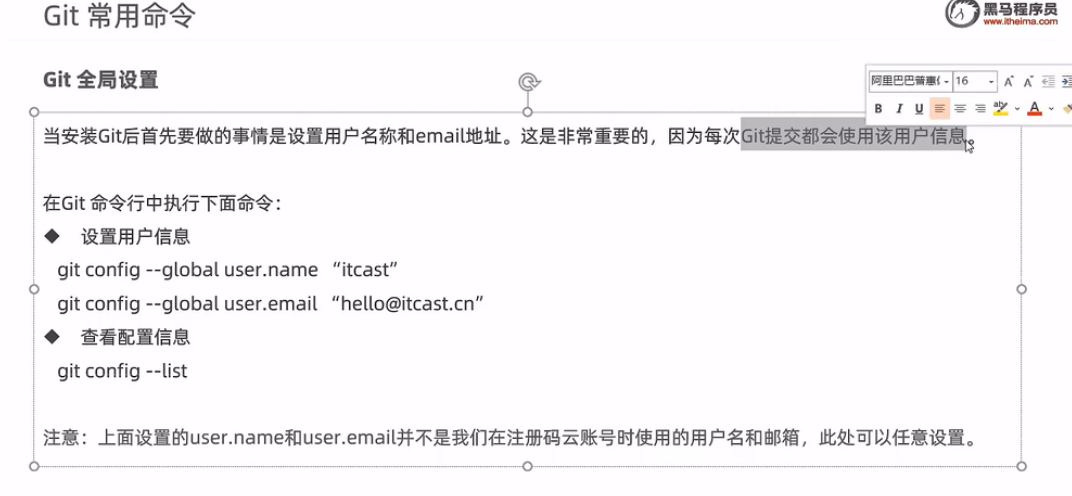 Git 常用命令
黑马程序员
www.itheima.com
Git 全局设置
阿里巴巴普惠
16
B I U
A
当安装Git后首先要做的事情是设置用户名称和email地址。这是非常重要的，因为每次Git提交都会使用该用户信息
在Git 命令行中执行下面命令：
◆ 设置用户信息
git config --global user.name “itcast”
git config --global user.email “hello@itcast.cn”
◆ 查看配置信息
git config --list
注意：上面设置的user.name和user.email并不是我们在注册码云账号时使用的用户名和邮箱，此处可以任意设置。